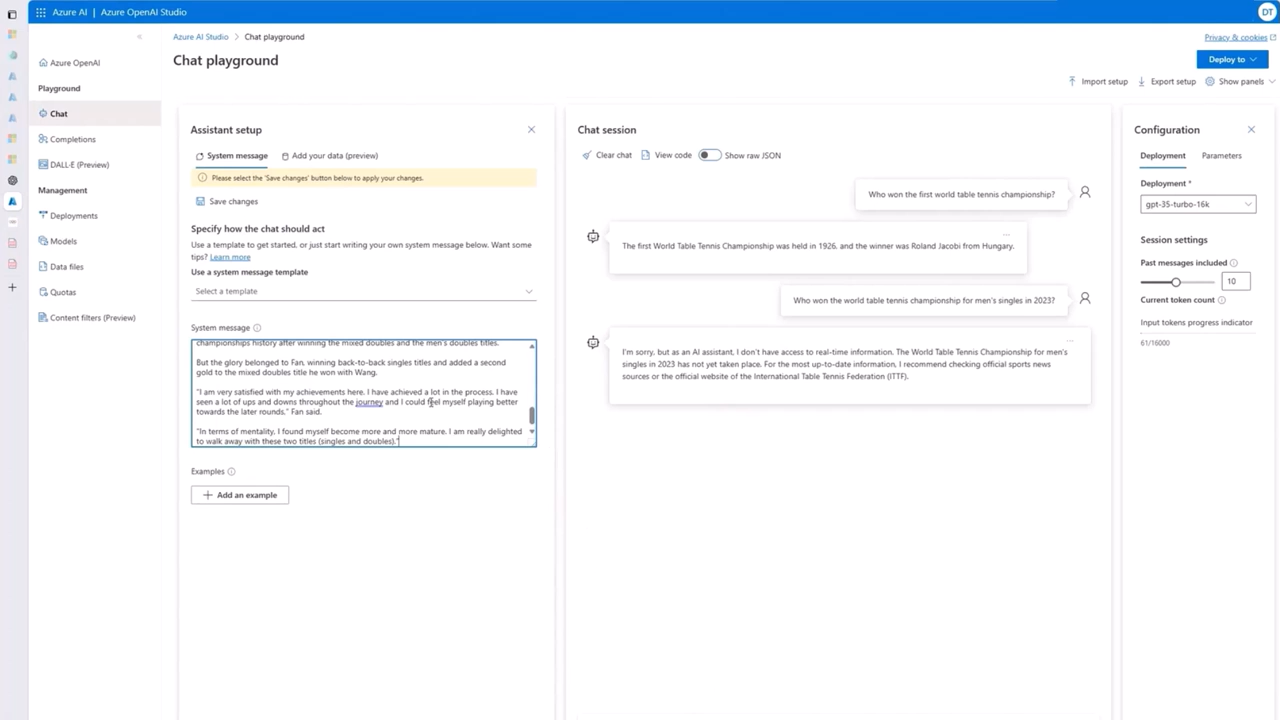 Azure AI | Azure OpenAI Studio
DT
Privacy & cookies
Azure AI Studio > Chat playground
Chat playground
Deploy to
Import setup
Export setup
Show panels
Azure OpenAI
Playground
Chat
Completions
DALL·E (Preview)
Management
Deployments
Models
Data files
Quotas
Content filters (Preview)
Assistant setup
System message
Add your data (preview)
Please select the 'Save changes' button below to apply your changes.
Save changes
Specify how the chat should act
Use a template to get started, or just start writing your own system message below. Want some
tips? Learn more
Use a system message template
Select a template
System message
championships history after winning the mixed doubles and the men's doubles titles.
But the glory belonged to Fan, winning back-to-back singles titles and added a second
gold to the mixed doubles title he won with Wang.
"I am very satisfied with my achievements here. I have achieved a lot in the process. I have
seen a lot of ups and downs throughout the journey and I could feel myself playing better
towards the later rounds." Fan said.
"In terms of mentality, I found myself become more and more mature. I am really delighted
to walk away with these two titles (singles and doubles)."
Examples
Add an example
Chat session
Clear chat
View code
Show raw JSON
Who won the first world table tennis championship?
The first World Table Tennis Championship was held in 1926, and the winner was Roland Jacobi from Hungary.
Who won the world table tennis championship for men's singles in 2023?
I'm sorry, but as an AI assistant, I don't have access to real-time information. The World Table Tennis Championship for men's
singles in 2023 has not yet taken place. For the most up-to-date information, I recommend checking official sports news
sources or the official website of the International Table Tennis Federation (ITTF).
Configuration
Deployment
Parameters
Deployment *
gpt-35-turbo-16k
Session settings
Past messages included
10
Current token count
Input tokens progress indicator
61/16000